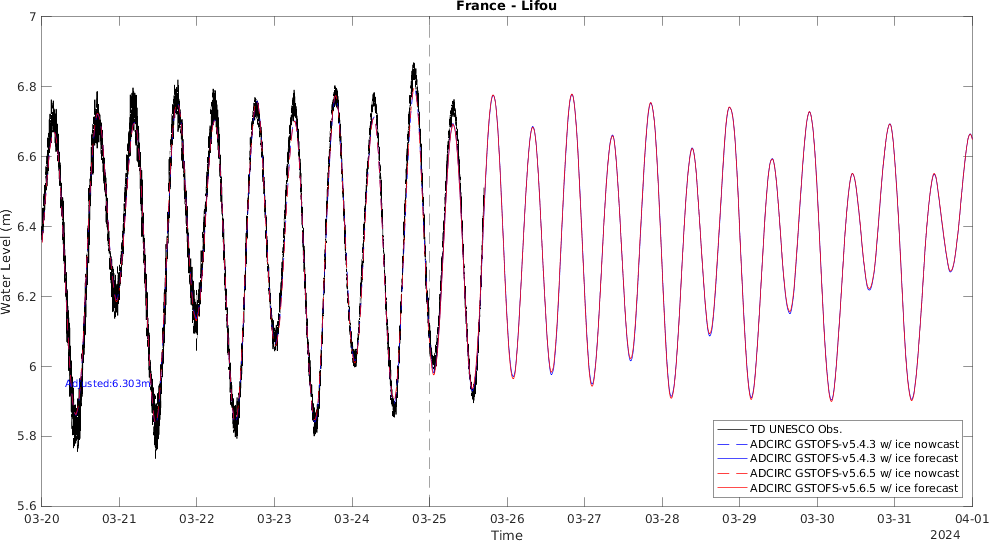 France - Lifou
7
6.8
6.6
6.4
6.2
6
5.8
5.6
Water Level (m)
Adjusted:6.303m
TD UNESCO Obs.
ADCIRC GSTOFS-v5.4.3 w/ ice nowcast
ADCIRC GSTOFS-v5.4.3 w/ ice forecast
ADCIRC GSTOFS-v5.6.5 w/ ice nowcast
ADCIRC GSTOFS-v5.6.5 w/ ice forecast
03-20 03-21 03-22 03-23 03-24 03-25 03-26 03-27 03-28 03-29 03-30 03-31 04-01
Time
2024